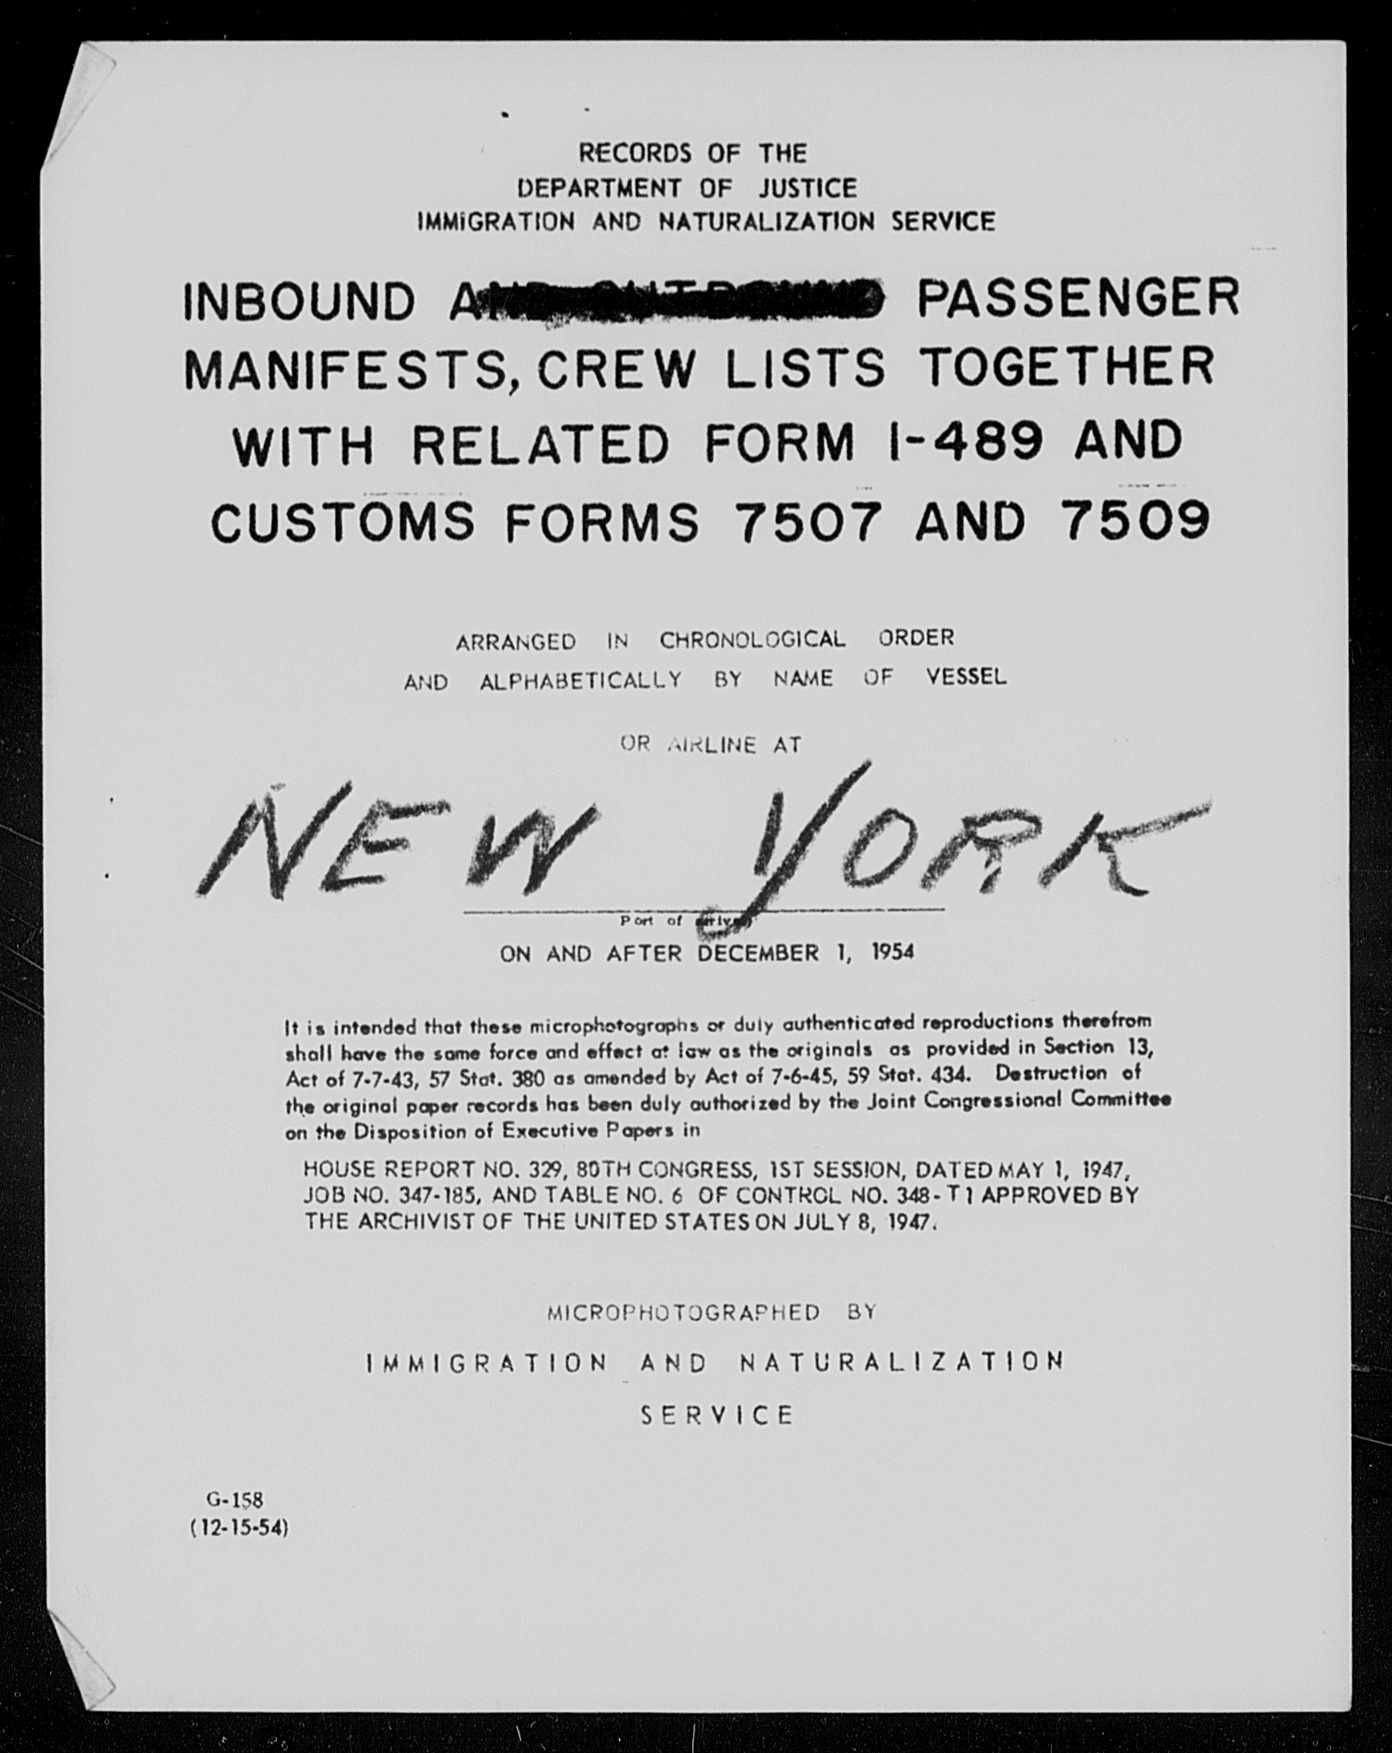 RECORDS OF THE
DEPARTMENT OF JUSTICE
IMMIGRATION AND NATURALIZATION SERVICE
INBOUND AND OUTBOUND PASSENGER
MANIFESTS, CREW LISTS TOGETHER
WITH RELATED FORM I-489 AND
CUSTOMS FORMS 7507 AND 7509
ARRANGED IN CHRONOLOGICAL ORDER
AND ALPHABETICALLY BY NAME OF VESSEL
OR AIRLINE AT
NEW YORK
Port of
ON AND AFTER DECEMBER 1, 1954
It is intended that these microphotographs or duly authenticated reproductions therefrom
shall have the same force and effect at law as the originals as provided in Section 13,
Act of 7-7-43, 57 Stat. 380 as amended by Act of 7-6-45, 59 Stat. 434. Destruction of
the original paper records has been duly authorized by the Joint Congressional Committee
on the Disposition of Executive Papers in
HOUSE REPORT NO. 329, 80TH CONGRESS, 1ST SESSION, DATED MAY 1, 1947,
JOB NO. 347-185, AND TABLE NO. 6 OF CONTROL NO. 348-T1 APPROVED BY
THE ARCHIVIST OF THE UNITED STATES ON JULY 8, 1947.
MICROPHOTOGRAPHED BY
IMMIGRATION AND NATURALIZATION
SERVICE
G-158
(12-15-54)